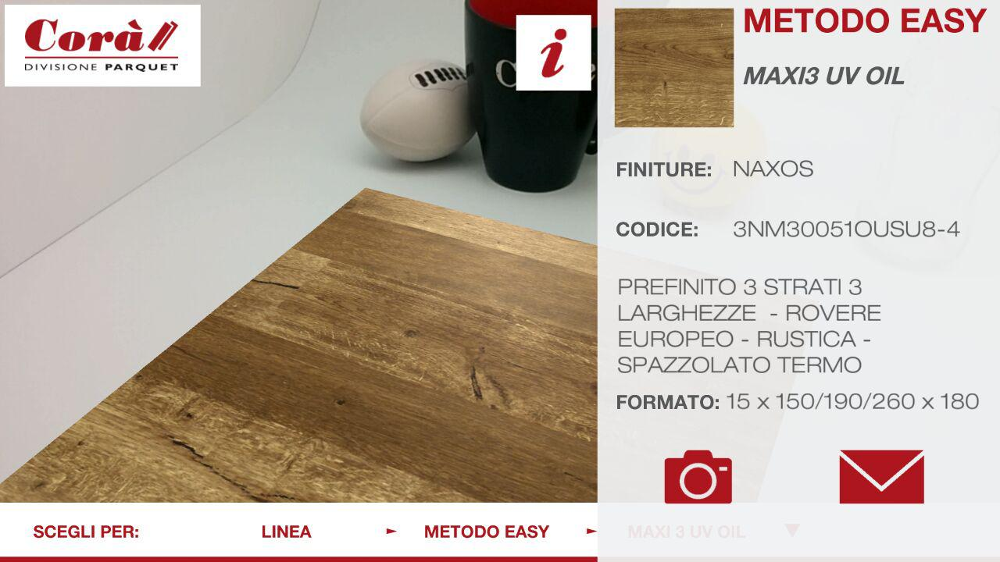 Corà
DIVISIONE PARQUET
i
METODO EASY
MAXI3 UV OIL
FINITURE: NAXOS
CODICE: 3NM30051OUSU8-4
PREFINITO 3 STRATI 3
LARGHEZZE - ROVERE
EUROPEO - RUSTICA -
SPAZZOLATO TERMO
FORMATO: 15 x 150/190/260 x 180
SCEGLI PER: LINEA METODO EASY MAXI 3 UV OIL